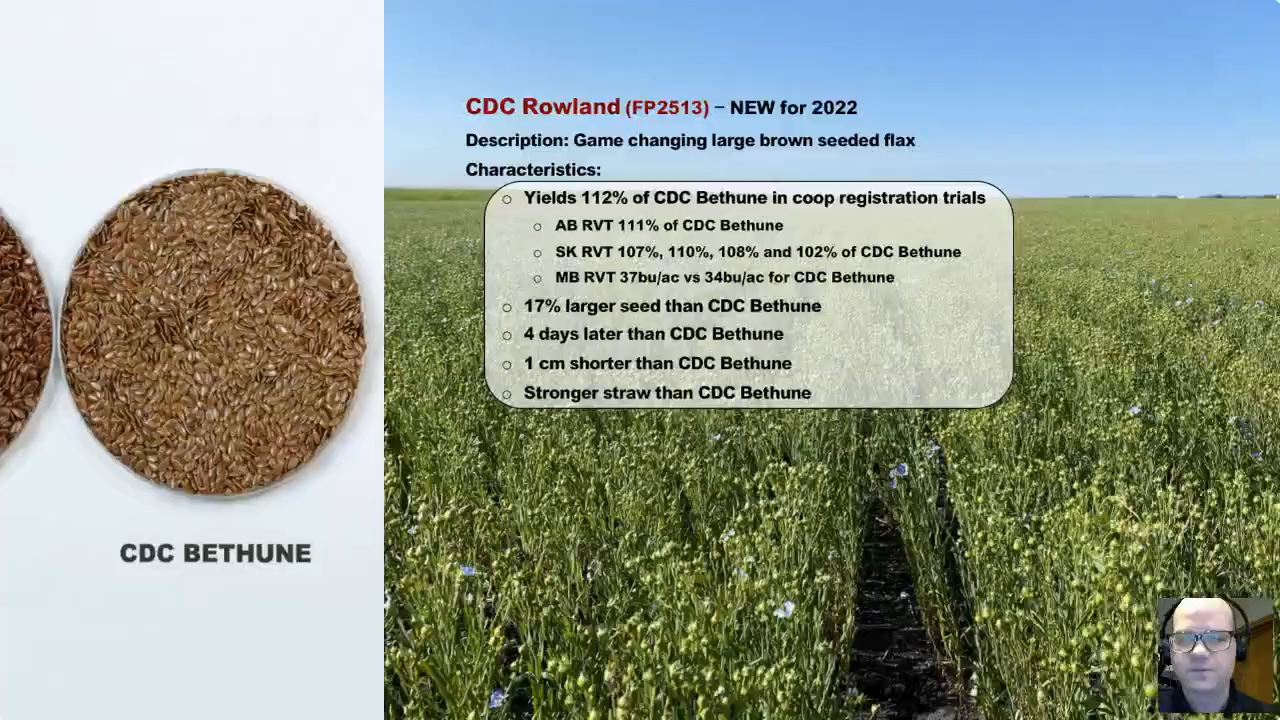 CDC Rowland (FP2513) – NEW for 2022
Description: Game changing large brown seeded flax
Characteristics:
○ Yields 112% of CDC Bethune in coop registration trials
○ AB RVT 111% of CDC Bethune
○ SK RVT 107%, 110%, 108% and 102% of CDC Bethune
○ MB RVT 37bu/ac vs 34bu/ac for CDC Bethune
○ 17% larger seed than CDC Bethune
○ 4 days later than CDC Bethune
○ 1 cm shorter than CDC Bethune
○ Stronger straw than CDC Bethune
CDC BETHUNE